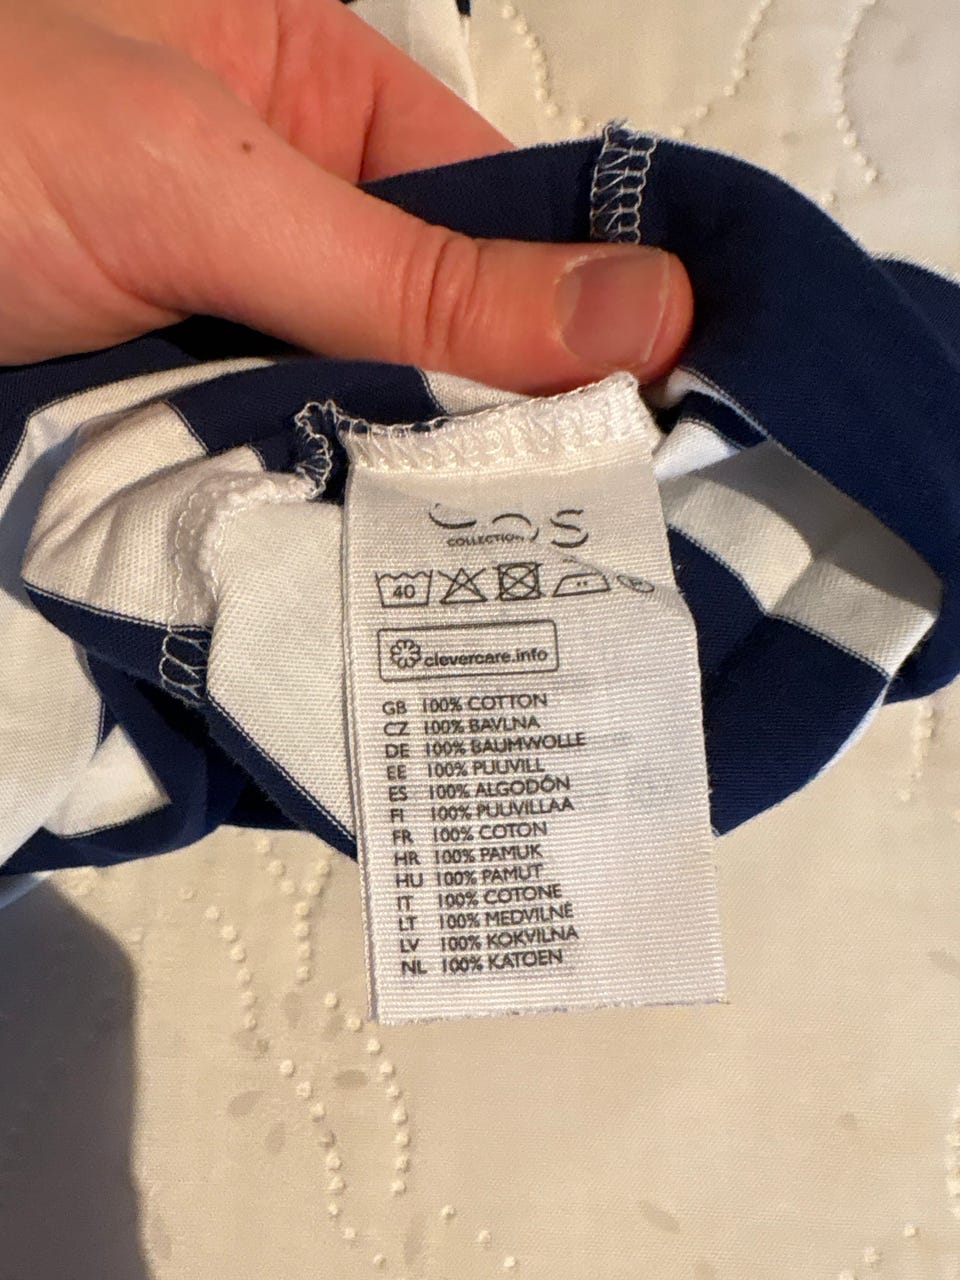 COS
COLLECTION
40
clevercare.info
GB 100% COTTON
CZ 100% BAVLNA
DE 100% BAUMWOLLE
EE 100% PUUVILL
ES 100% ALGODÓN
FI 100% PUUVILLAA
FR 100% COTON
HR 100% PAMUK
HU 100% PAMUT
IT 100% COTONE
LT 100% MEDVILNĖ
LV 100% KOKVILNA
NL 100% KATOEN